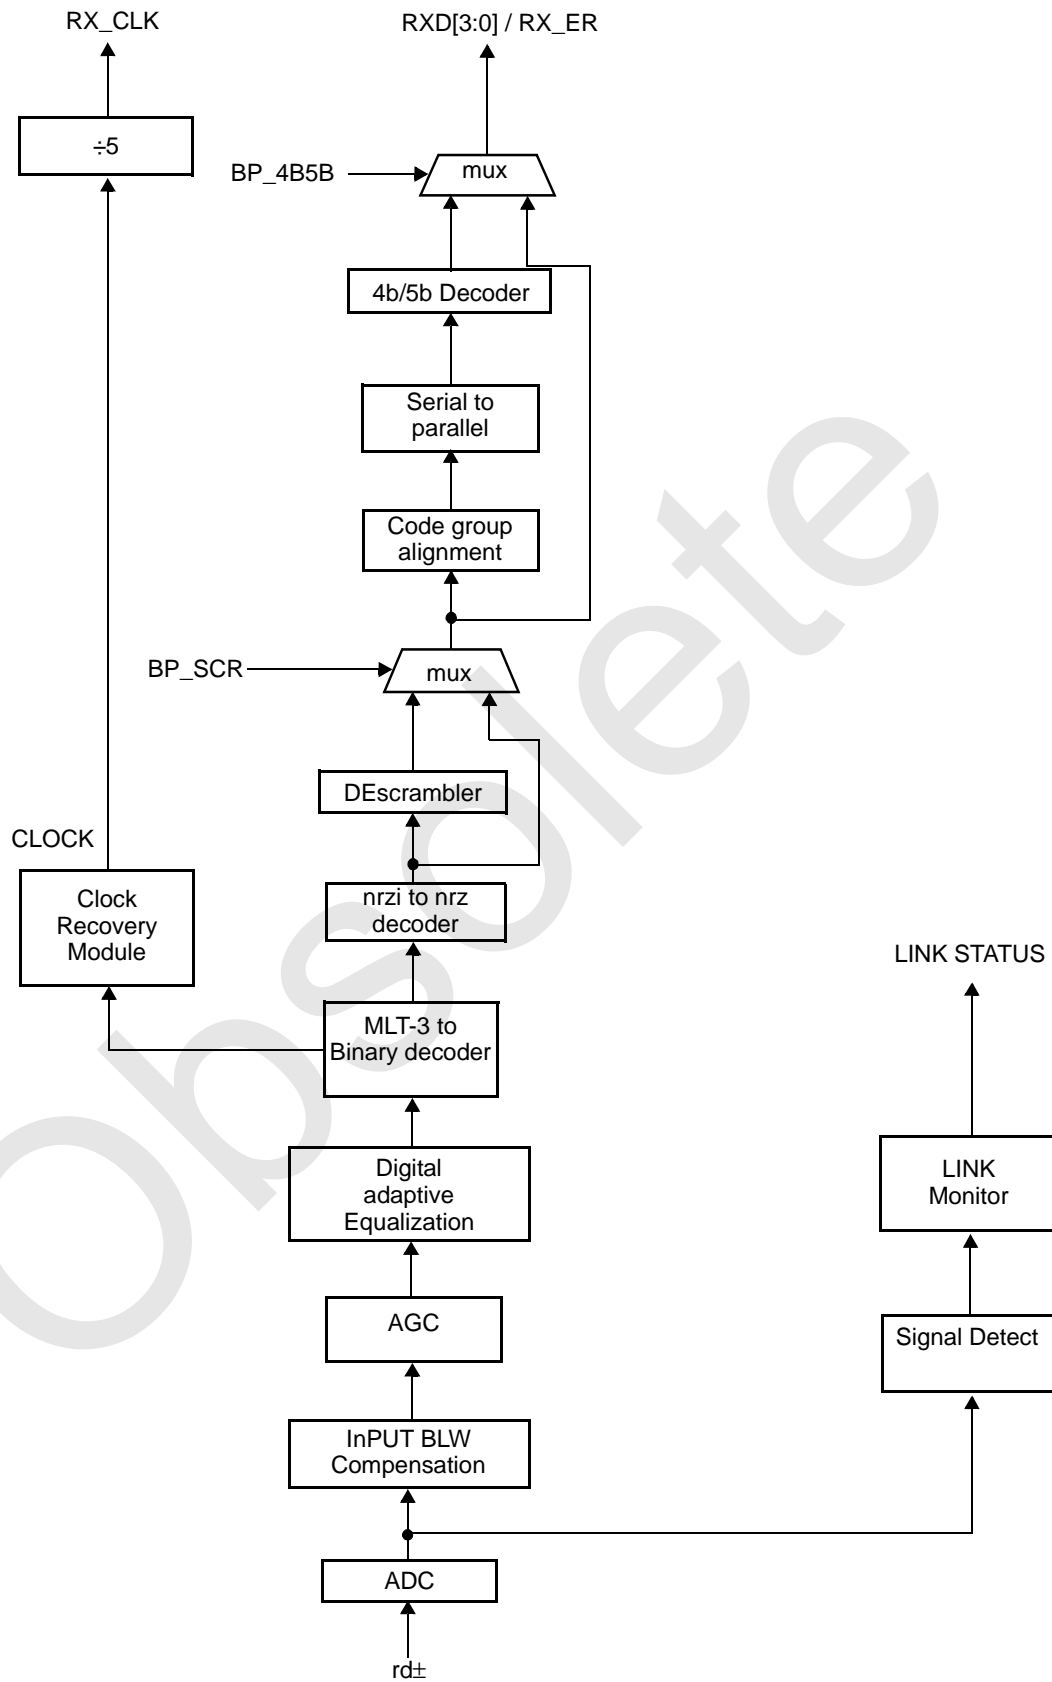 RX_CLK
RXD[3:0] / RX_ER
÷5
BP_4B5B
mux
4b/5b Decoder
Serial to
parallel
Code group
alignment
BP_SCR
mux
DEscrambler
CLOCK
Clock
Recovery
Module
nrzi to nrz
decoder
LINK STATUS
MLT-3 to
Binary decoder
Digital
adaptive
Equalization
LINK
Monitor
AGC
Signal Detect
InPUT BLW
Compensation
ADC
rd±
Obsolete